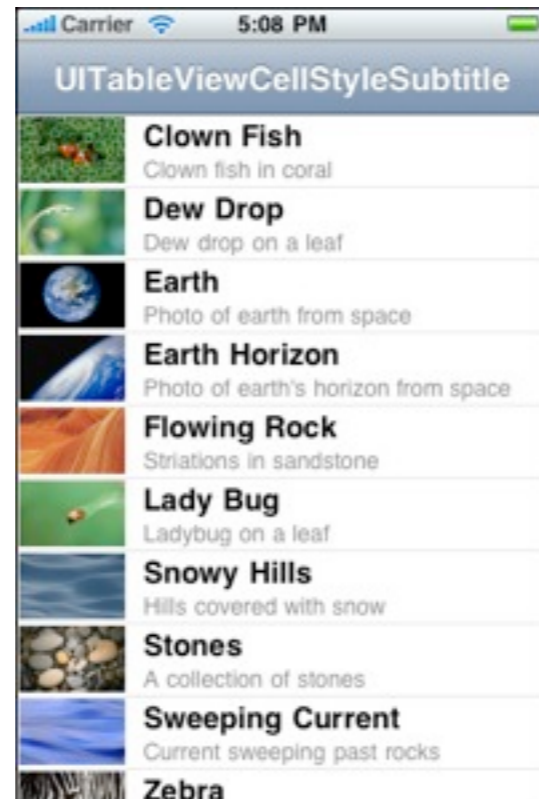 Carrier 5:08 PM
UITableViewCellStyleSubtitle
Clown Fish
Clown fish in coral
Dew Drop
Dew drop on a leaf
Earth
Photo of earth from space
Earth Horizon
Photo of earth's horizon from space
Flowing Rock
Striations in sandstone
Lady Bug
Ladybug on a leaf
Snowy Hills
Hills covered with snow
Stones
A collection of stones
Sweeping Current
Current sweeping past rocks
Zebra